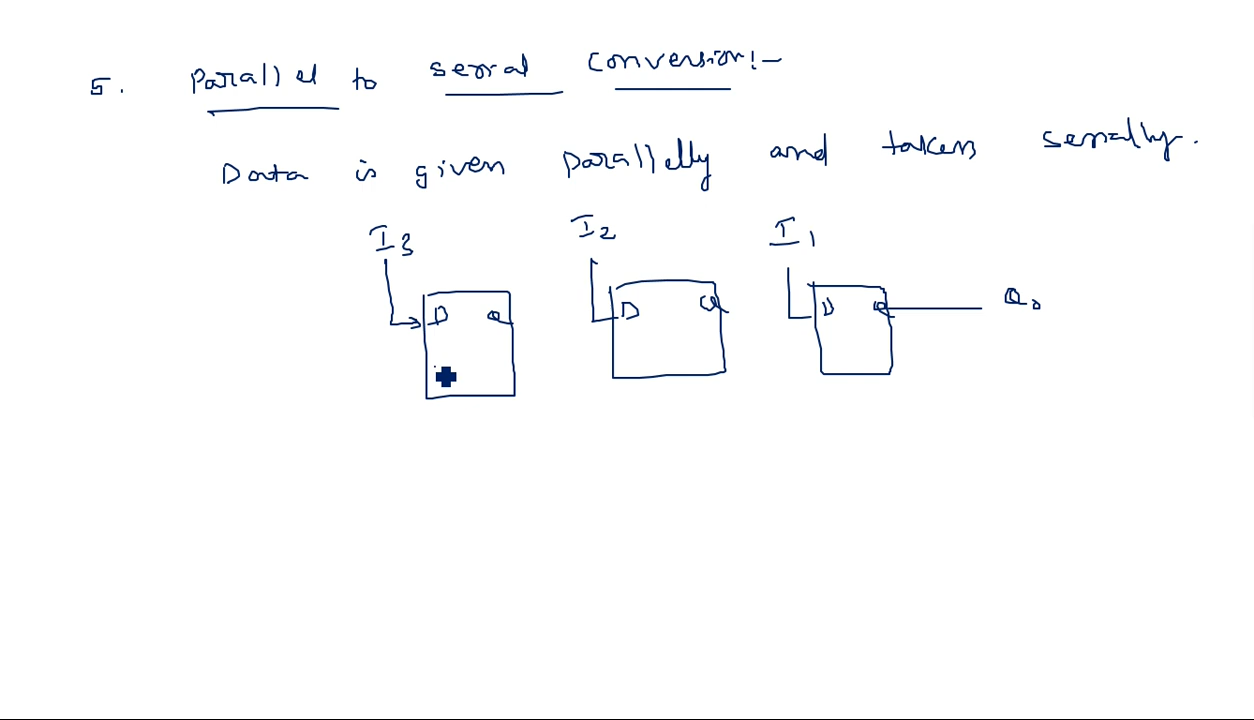 5. Parallel to serial conversion:-
Data is given parallelly and taken serially.
I3 I2 I1
D Q D Q D Q Q0